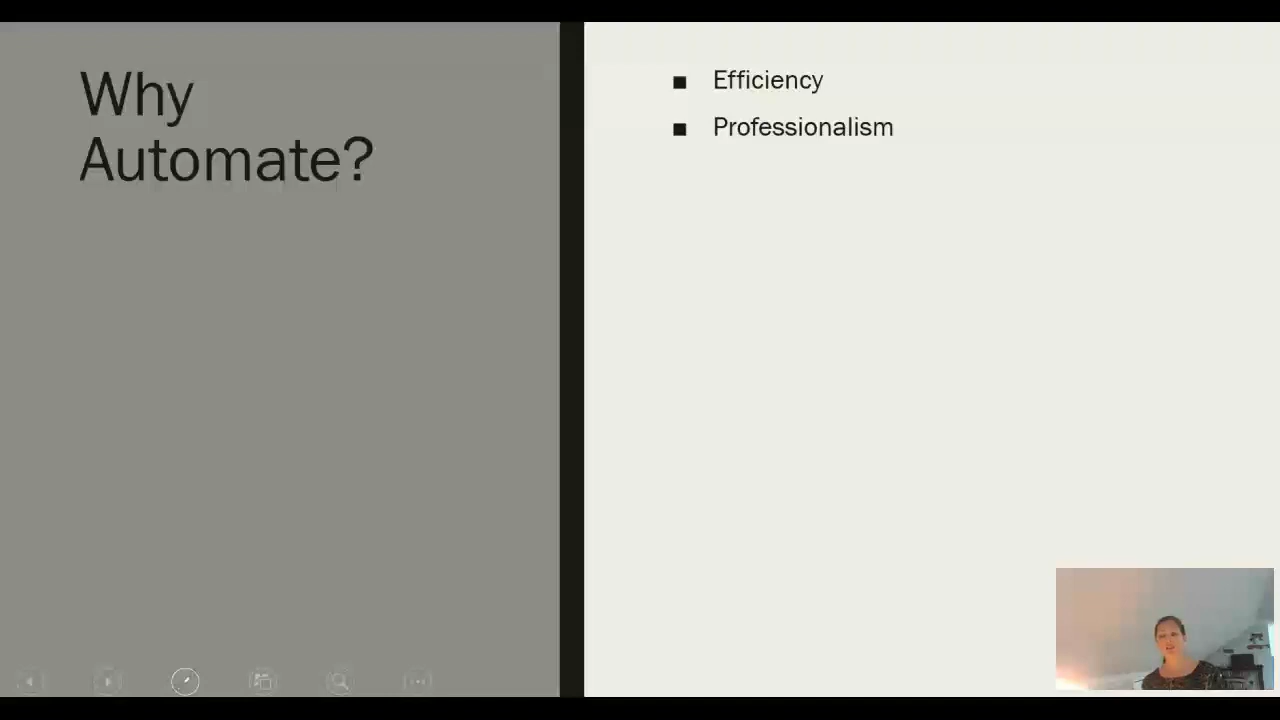 Why
Automate?
■ Efficiency
■ Professionalism